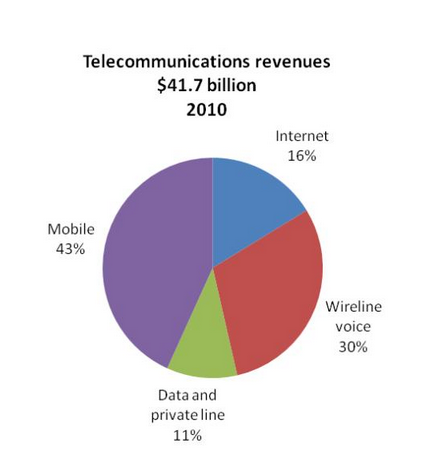 Telecommunications revenues
$41.7 billion
2010
Internet
16%
Mobile
43%
Wireline
voice
30%
Data and
private line
11%